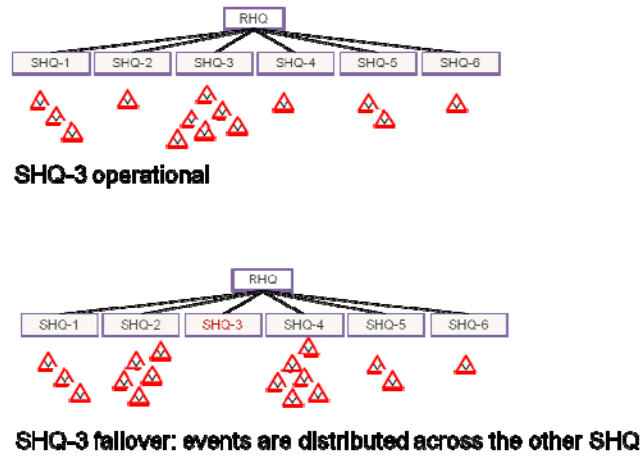 RHQ
SHQ-1 SHQ-2 SHQ-3 SHQ-4 SHQ-5 SHQ-6
SHQ-3 operational
RHQ
SHQ-1 SHQ-2 SHQ-3 SHQ-4 SHQ-5 SHQ-6
SHQ-3 failover: events are distributed across the other SHQ